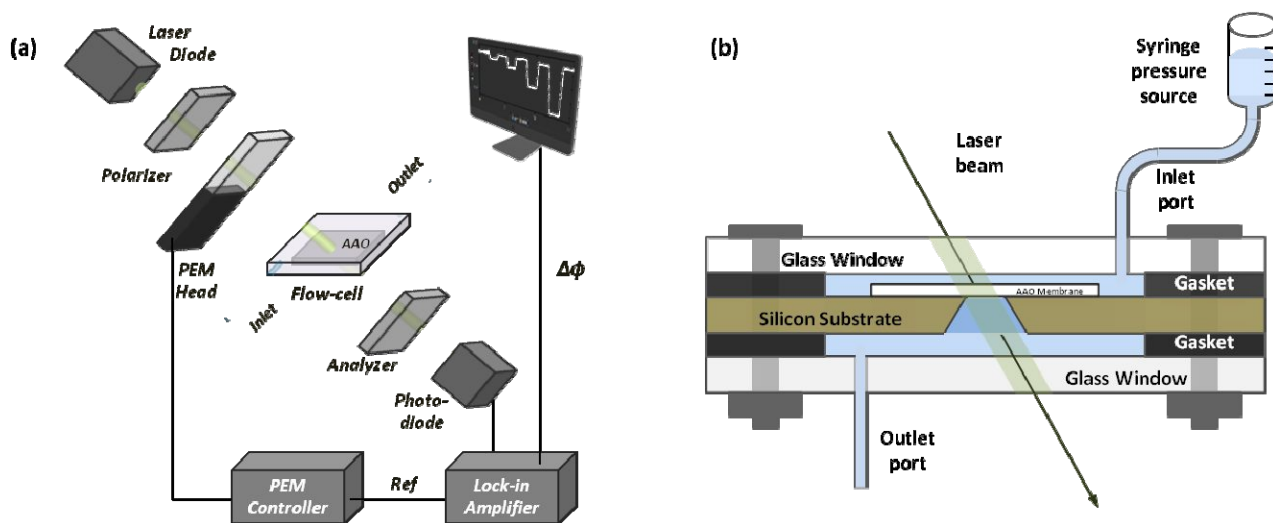 (a)
Laser
Diode
Polarizer
PEM
Head
Outlet
AAO
Flow-cell
Inlet
Analyzer
Photo-
diode
Δϕ
PEM
Controller
Ref
Lock-in
Amplifier
(b)
Syringe
pressure
source
Laser
beam
Inlet
port
Glass Window
Gasket
AAO Membrane
Silicon Substrate
Gasket
Glass Window
Outlet
port